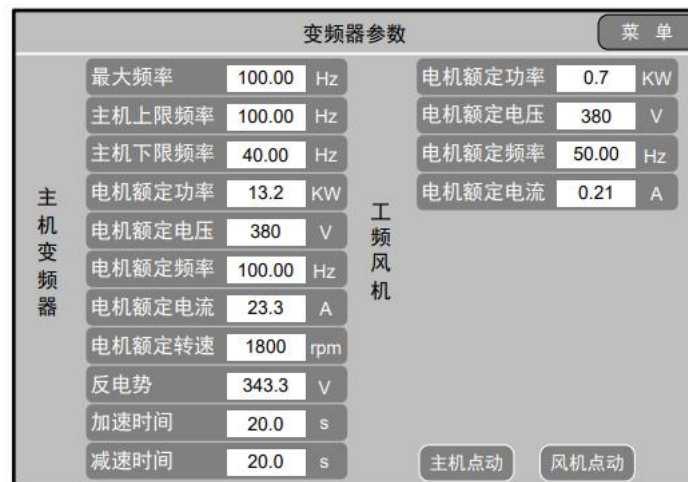 变频器参数
菜 单
主机变频器
最大频率 100.00 Hz
主机上限频率 100.00 Hz
主机下限频率 40.00 Hz
电机额定功率 13.2 KW
电机额定电压 380 V
电机额定频率 100.00 Hz
电机额定电流 23.3 A
电机额定转速 1800 rpm
反电势 343.3 V
加速时间 20.0 s
减速时间 20.0 s
工频风机
电机额定功率 0.7 KW
电机额定电压 380 V
电机额定频率 50.00 Hz
电机额定电流 0.21 A
主机点动
风机点动